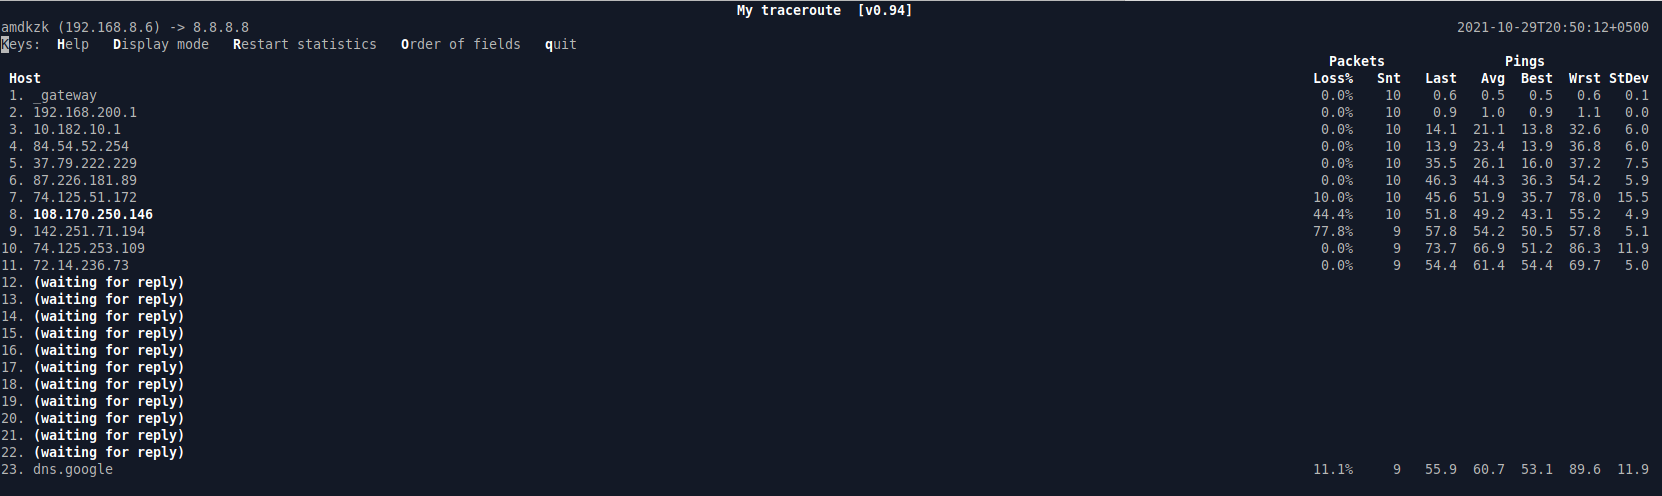 My traceroute  [v0.94]
amdkzk (192.168.8.6) -> 8.8.8.8 2021-10-29T20:50:12+0500
Keys:  Help   Display mode   Restart statistics   Order of fields   quit
Packets Pings
Host Loss% Snt Last Avg Best Wrst StDev
1. _gateway 0.0% 10 0.6 0.5 0.5 0.6 0.1
2. 192.168.200.1 0.0% 10 0.9 1.0 0.9 1.1 0.0
3. 10.182.10.1 0.0% 10 14.1 21.1 13.8 32.6 6.0
4. 84.54.52.254 0.0% 10 13.9 23.4 13.9 36.8 6.0
5. 37.79.222.229 0.0% 10 35.5 26.1 16.0 37.2 7.5
6. 87.226.181.89 0.0% 10 46.3 44.3 36.3 54.2 5.9
7. 74.125.51.172 10.0% 10 45.6 51.9 35.7 78.0 15.5
8. 108.170.250.146 44.4% 10 51.8 49.2 43.1 55.2 4.9
9. 142.251.71.194 77.8% 9 57.8 54.2 50.5 57.8 5.1
10. 74.125.253.109 0.0% 9 73.7 66.9 51.2 86.3 11.9
11. 72.14.236.73 0.0% 9 54.4 61.4 54.4 69.7 5.0
12. (waiting for reply)
13. (waiting for reply)
14. (waiting for reply)
15. (waiting for reply)
16. (waiting for reply)
17. (waiting for reply)
18. (waiting for reply)
19. (waiting for reply)
20. (waiting for reply)
21. (waiting for reply)
22. (waiting for reply)
23. dns.google 11.1% 9 55.9 60.7 53.1 89.6 11.9